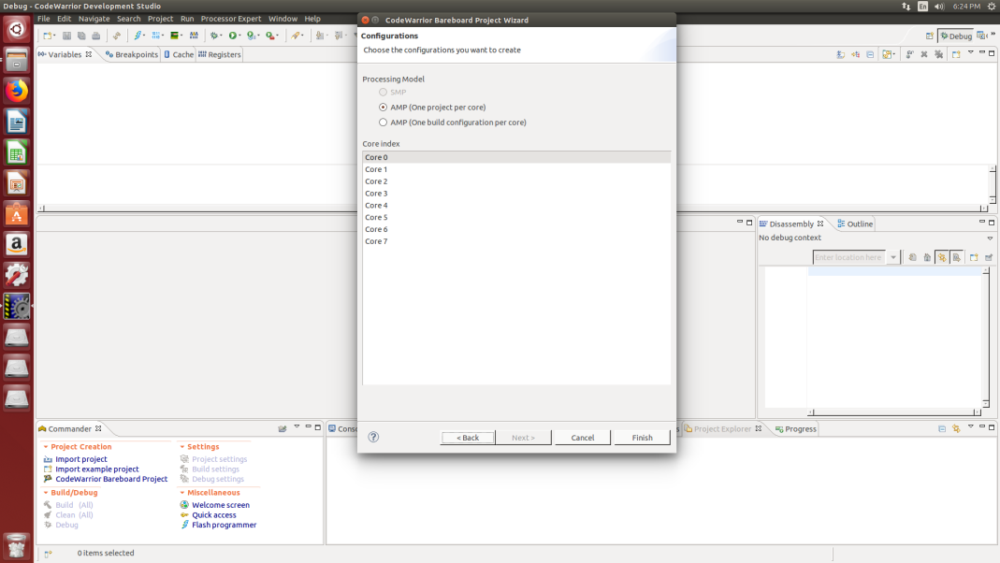 Debug - CodeWarrior Development Studio
En
6:24 PM
File Edit Navigate Search Project Run Processor Expert Window Help
CodeWarrior Bareboard Project Wizard
Debug
Variables
Breakpoints
Cache
Registers
Configurations
Choose the configurations you want to create
Processing Model
SMP
AMP (One project per core)
AMP (One build configuration per core)
Core index
Core 0
Core 1
Core 2
Core 3
Core 4
Core 5
Core 6
Core 7
< Back
Next >
Cancel
Finish
Disassembly
Outline
No debug context
Enter location here
Commander
Project Creation
Import project
Import example project
CodeWarrior Bareboard Project
Build/Debug
Build (All)
Clean (All)
Debug
Settings
Project settings
Build settings
Debug settings
Miscellaneous
Welcome screen
Quick access
Flash programmer
Cons
Project Explorer
Progress
0 items selected